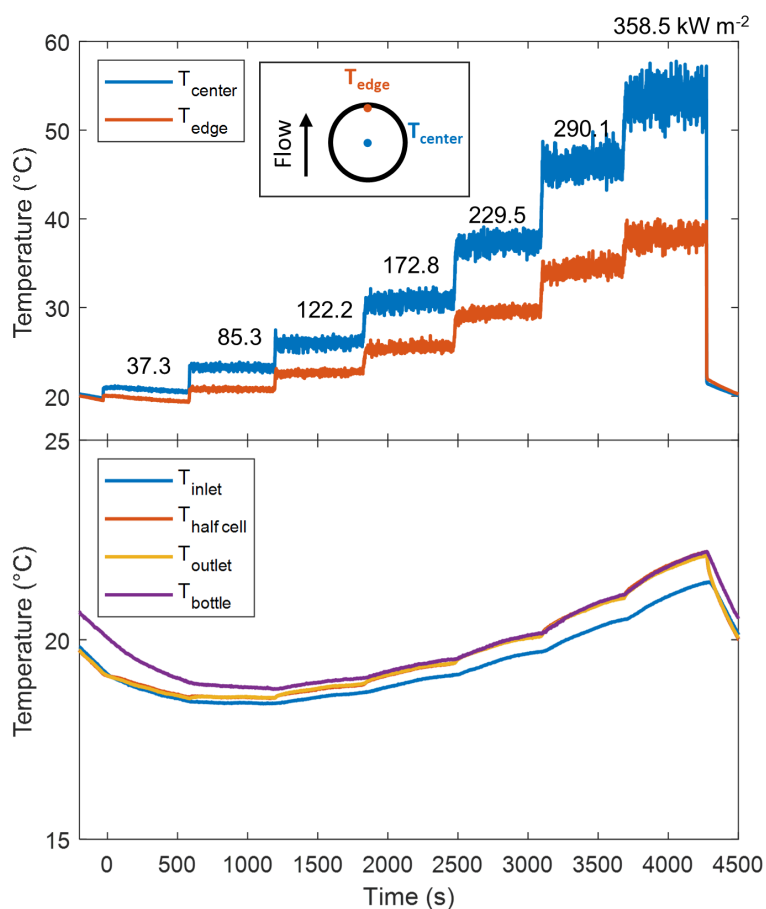 358.5 kW m-2
60
50
40
30
20
25
Temperature (°C)
Tcenter
Tedge
Tedge
Tcenter
Flow
37.3
85.3
122.2
172.8
229.5
290.1
20
15
Temperature (°C)
Tinlet
Thalf cell
Toutlet
Tbottle
0 500 1000 1500 2000 2500 3000 3500 4000 4500
Time (s)